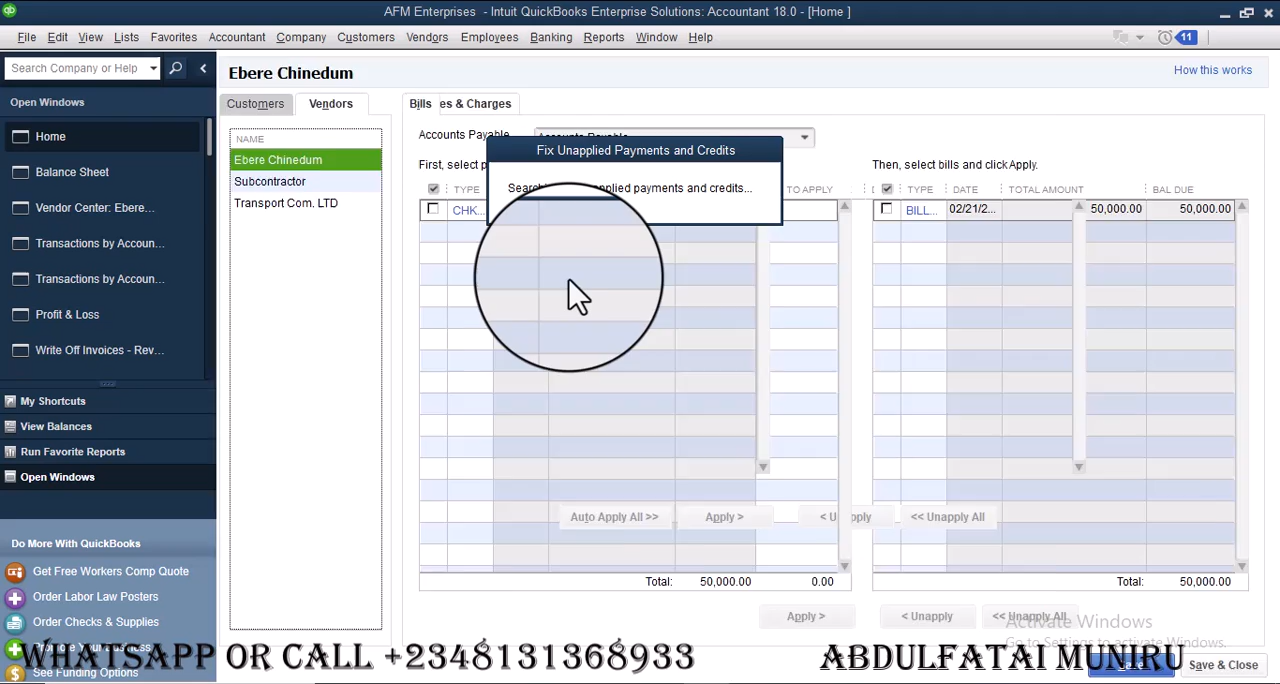 AFM Enterprises - Intuit QuickBooks Enterprise Solutions: Accountant 18.0 - [Home ]
File Edit View Lists Favorites Accountant Company Customers Vendors Employees Banking Reports Window Help
11
Search Company or Help
Ebere Chinedum
How this works
Open Windows
Home
Balance Sheet
Vendor Center: Ebere...
Transactions by Accoun...
Transactions by Accoun...
Profit & Loss
Write Off Invoices - Rev...
My Shortcuts
View Balances
Run Favorite Reports
Open Windows
Do More With QuickBooks
Get Free Workers Comp Quote
Order Labor Law Posters
Order Checks & Supplies
See Funding Options
Customers Vendors
NAME
Ebere Chinedum
Subcontractor
Transport Com. LTD
Bills es & Charges
Accounts Payable
Fix Unapplied Payments and Credits
payments and credits...
First, select
Then, select bills and click Apply.
TYPE TO APPLY
TYPE DATE TOTAL AMOUNT BAL DUE
CHK...
BILL... 02/21/2... 50,000.00 50,000.00
Auto Apply All >> Apply > < Unapply << Unapply All
Total: 50,000.00 0.00
Total: 50,000.00
Apply > < Unapply << Unapply All
Activate Windows
Go to Settings to activate Windows.
Save & Close
WHATSAPP OR CALL +2348131368933
ABDULFATAI MUNIRU